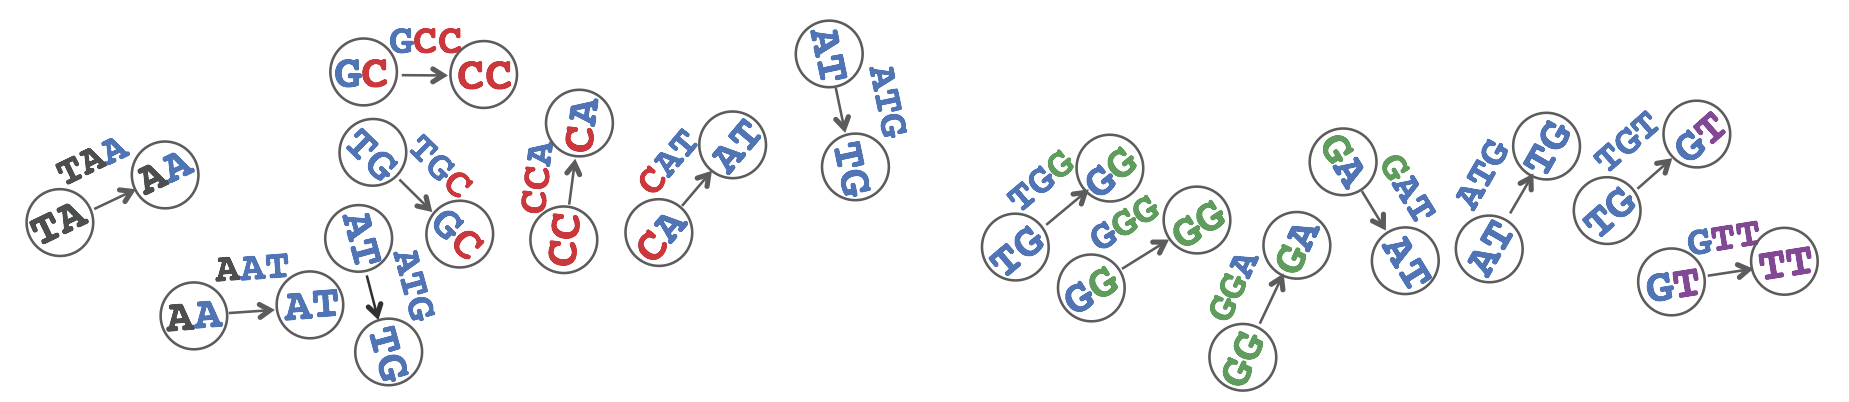 TA TAA AA
AA AAT AT
GC GCC CC
TG TGC GC
AT ATG TG
CC CCA CA
CA CAT AT
AT ATG TG
TG TGG GG
GG GGG GG
GG GGA GA
GA GAT AT
AT ATG TG
TG TGT GT
GT GTT TT